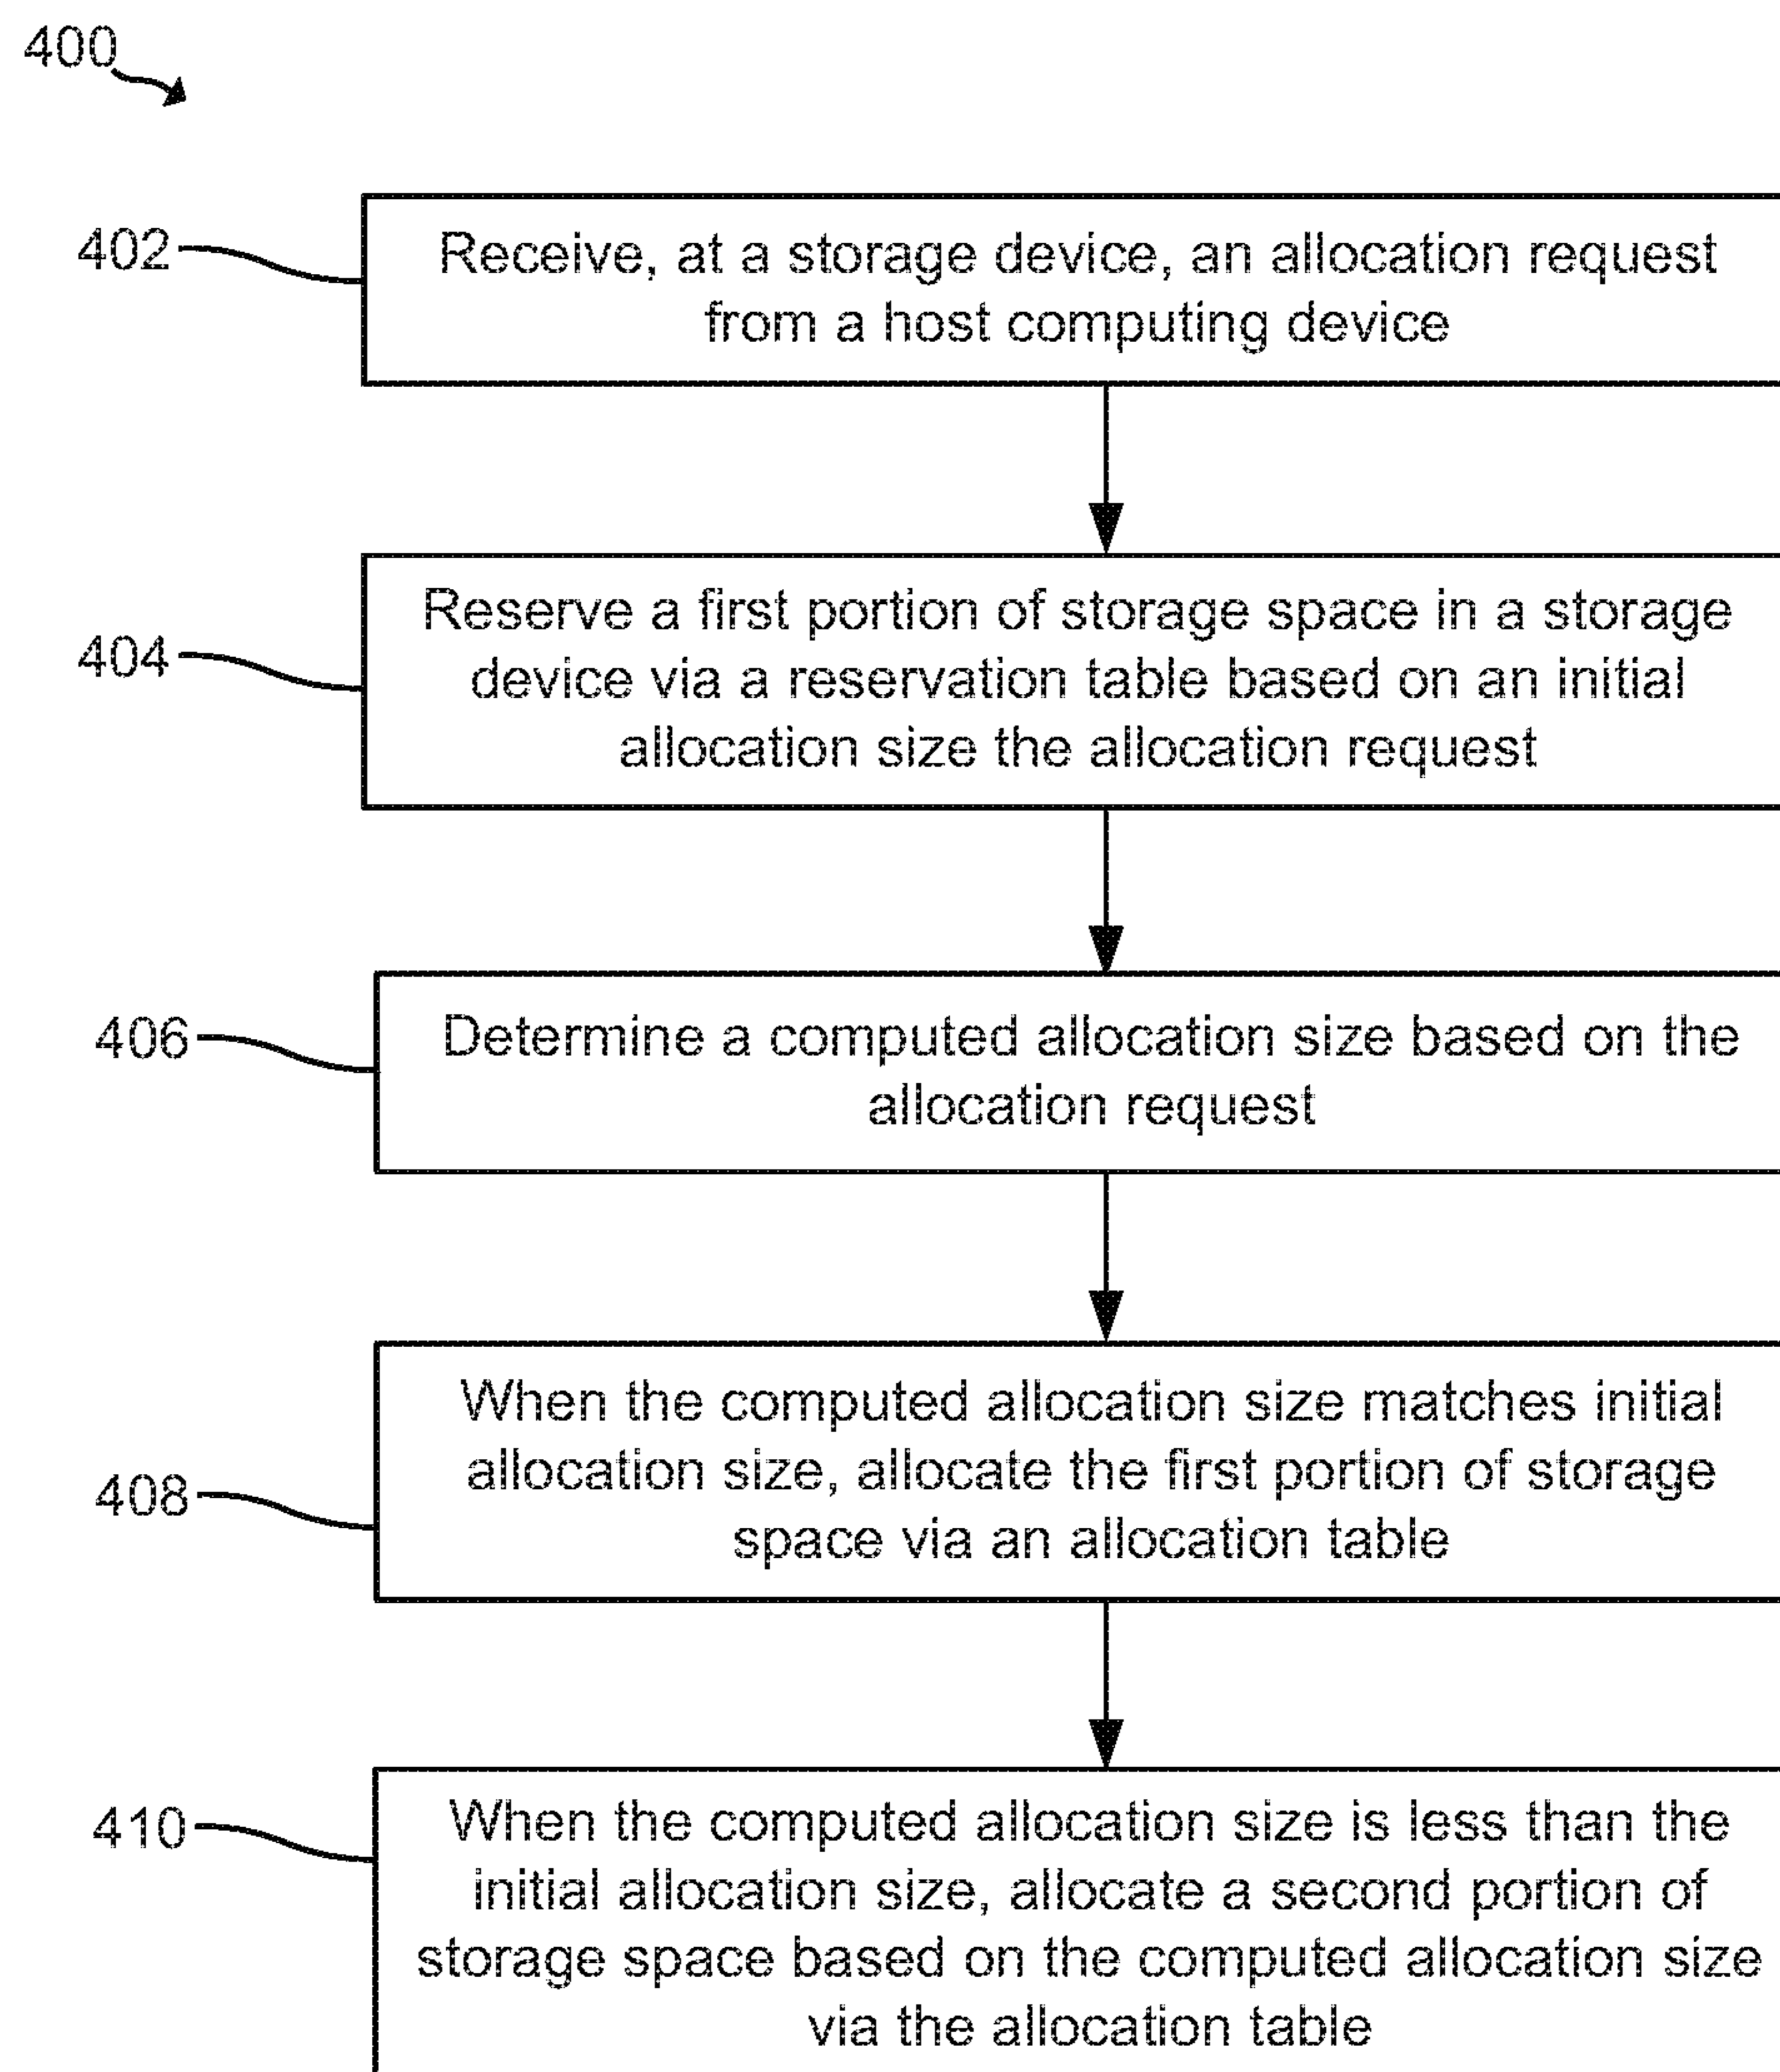 400
402
Receive, at a storage device, an allocation request
from a host computing device
404
Reserve a first portion of storage space in a storage
device via a reservation table based on an initial
allocation size the allocation request
406
Determine a computed allocation size based on the
allocation request
408
When the computed allocation size matches initial
allocation size, allocate the first portion of storage
space via an allocation table
410
When the computed allocation size is less than the
initial allocation size, allocate a second portion of
storage space based on the computed allocation size
via the allocation table